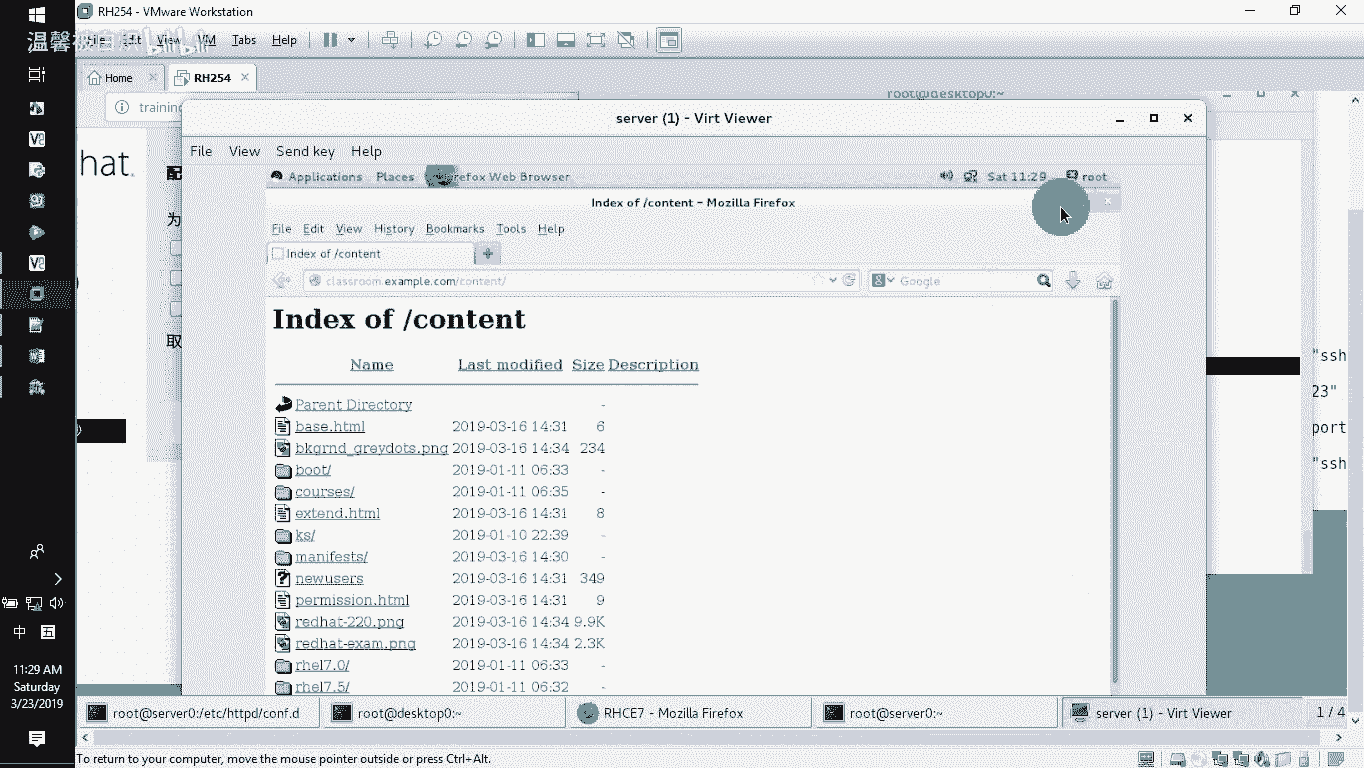 RH254 - VMware Workstation
View VM Tabs Help
Home
RH254
root@desktop0:~
training
server (1) - Virt Viewer
File View Send key Help
hat.
Applications Places Firefox Web Browser Sat 11:29 root
Index of /content - Mozilla Firefox
File Edit View History Bookmarks Tools Help
为
Index of /content
classroom.example.com/content/
Google
Index of /content
取
"ssh
Name Last modified Size Description
23"
Parent Directory -
base.html 2019-03-16 14:31 6
port
bkgrnd_greydots.png 2019-03-16 14:34 234
boot/ 2019-01-11 06:33 -
"ssh
courses/ 2019-01-11 06:35 -
extend.html 2019-03-16 14:31 8
ks/ 2019-01-10 22:39 -
manifests/ 2019-03-16 14:30 -
newusers 2019-03-16 14:31 349
permission.html 2019-03-16 14:31 9
redhat-220.png 2019-03-16 14:34 9.9K
redhat-exam.png 2019-03-16 14:34 2.3K
rhel7.0/ 2019-01-11 06:33 -
rhel7.5/ 2019-01-11 06:32 -
中 五
11:29 AM
Saturday
3/23/2019
root@server0:/etc/httpd/conf.d
root@desktop0:~
RHCE7 - Mozilla Firefox
root@server0:~
server (1) - Virt Viewer
1 / 4
To return to your computer, move the mouse pointer outside or press Ctrl+Alt.